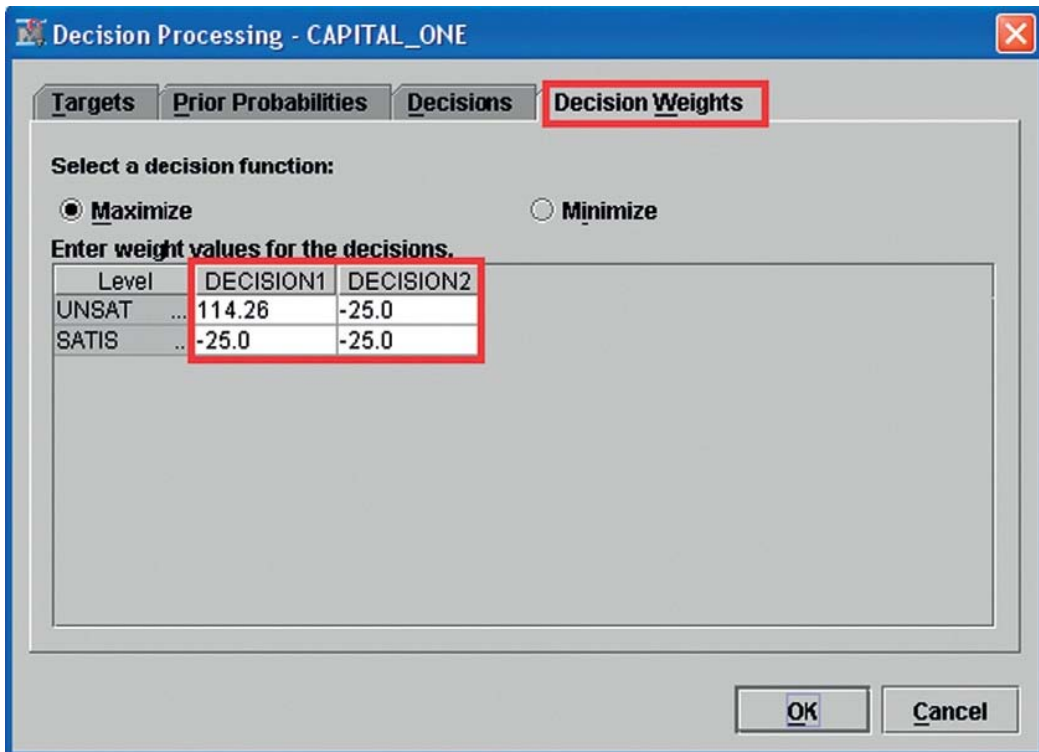 Decision Processing - CAPITAL_ONE
Targets Prior Probabilities Decisions Decision Weights
Select a decision function:
Maximize Minimize
Enter weight values for the decisions.
Level DECISION1 DECISION2
UNSAT ... 114.26 -25.0
SATIS .. -25.0 -25.0
OK Cancel